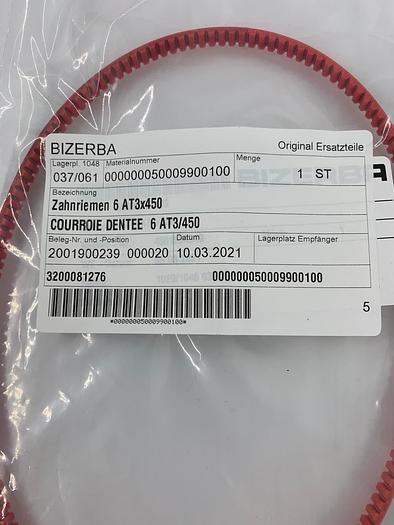 BIZERBA Original Ersatzteile
Lagerpl. 1048 Materialnummer Menge
037/061 000000050009900100 1 ST
Bezeichnung
Zahnriemen 6 AT3x450
COURROIE DENTEE 6 AT3/450
Beleg-Nr. und -Position Datum Lagerplatz Empfänger
2001900239 000020 10.03.2021
3200081276 000000050009900100
5
*000000050009900100*